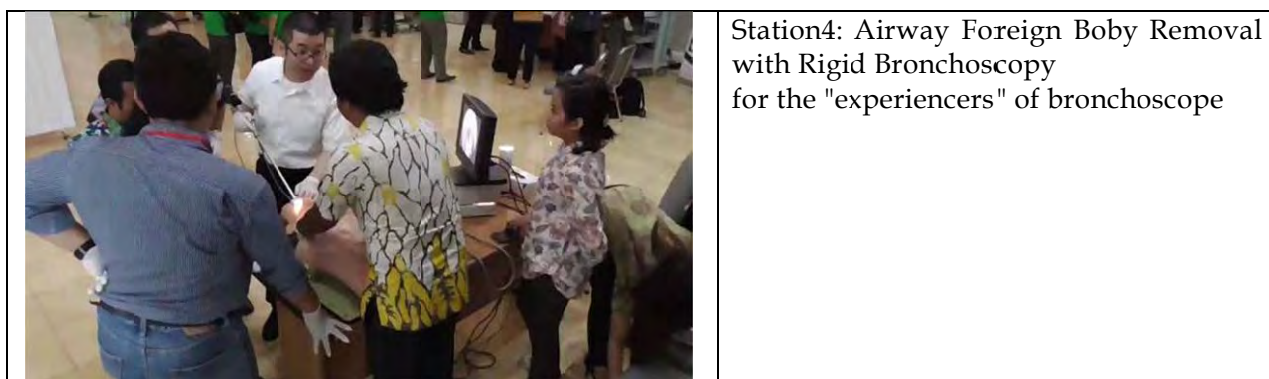 Station4: Airway Foreign Boby Removal
with Rigid Bronchoscopy
for the "experiencers" of bronchoscope